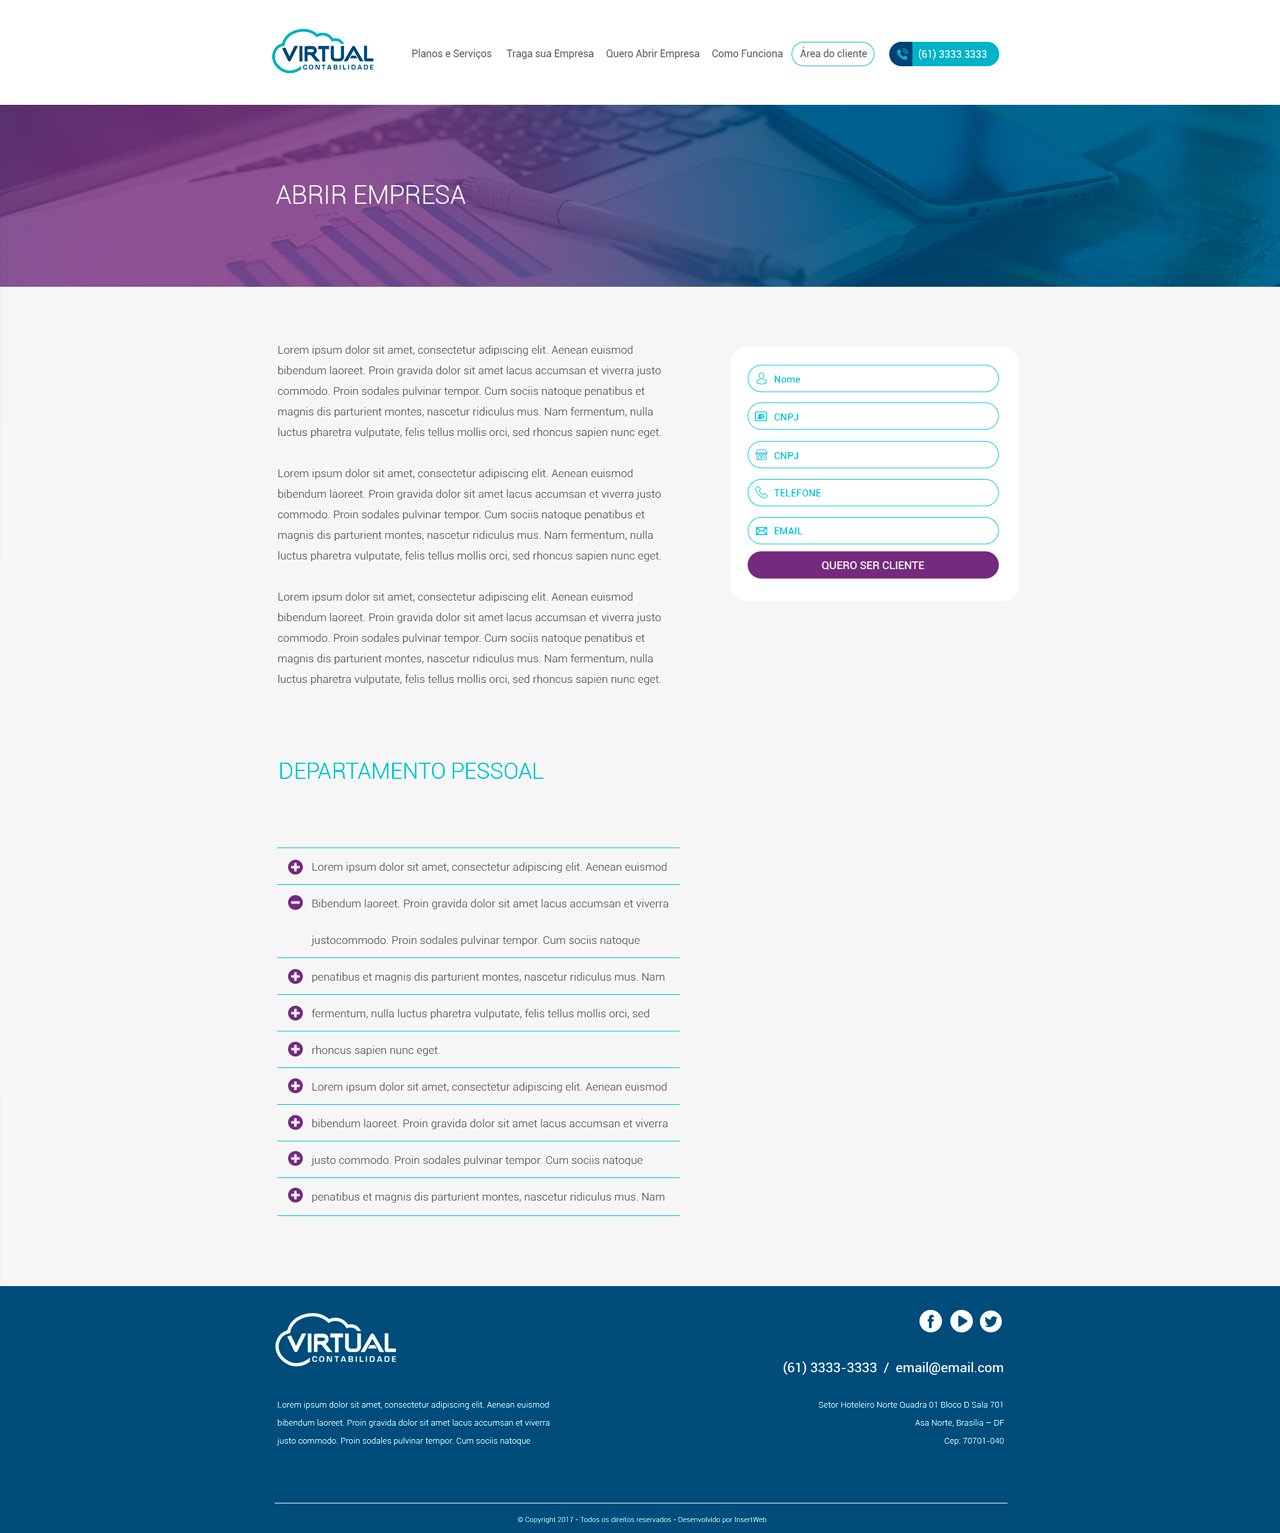 VIRTUAL
CONTABILIDADE
Planos e Serviços
Traga sua Empresa
Quero Abrir Empresa
Como Funciona
Área do cliente
(61) 3333.3333
ABRIR EMPRESA
Lorem ipsum dolor sit amet, consectetur adipiscing elit. Aenean euismod
bibendum laoreet. Proin gravida dolor sit amet lacus accumsan et viverra justo
commodo. Proin sodales pulvinar tempor. Cum sociis natoque penatibus et
magnis dis parturient montes, nascetur ridiculus mus. Nam fermentum, nulla
luctus pharetra vulputate, felis tellus mollis orci, sed rhoncus sapien nunc eget.
Lorem ipsum dolor sit amet, consectetur adipiscing elit. Aenean euismod
bibendum laoreet. Proin gravida dolor sit amet lacus accumsan et viverra justo
commodo. Proin sodales pulvinar tempor. Cum sociis natoque penatibus et
magnis dis parturient montes, nascetur ridiculus mus. Nam fermentum, nulla
luctus pharetra vulputate, felis tellus mollis orci, sed rhoncus sapien nunc eget.
Lorem ipsum dolor sit amet, consectetur adipiscing elit. Aenean euismod
bibendum laoreet. Proin gravida dolor sit amet lacus accumsan et viverra justo
commodo. Proin sodales pulvinar tempor. Cum sociis natoque penatibus et
magnis dis parturient montes, nascetur ridiculus mus. Nam fermentum, nulla
luctus pharetra vulputate, felis tellus mollis orci, sed rhoncus sapien nunc eget.
Nome
CNPJ
CNPJ
TELEFONE
EMAIL
QUERO SER CLIENTE
DEPARTAMENTO PESSOAL
Lorem ipsum dolor sit amet, consectetur adipiscing elit. Aenean euismod
Bibendum laoreet. Proin gravida dolor sit amet lacus accumsan et viverra
justocommodo. Proin sodales pulvinar tempor. Cum sociis natoque
penatibus et magnis dis parturient montes, nascetur ridiculus mus. Nam
fermentum, nulla luctus pharetra vulputate, felis tellus mollis orci, sed
rhoncus sapien nunc eget.
Lorem ipsum dolor sit amet, consectetur adipiscing elit. Aenean euismod
bibendum laoreet. Proin gravida dolor sit amet lacus accumsan et viverra
justo commodo. Proin sodales pulvinar tempor. Cum sociis natoque
penatibus et magnis dis parturient montes, nascetur ridiculus mus. Nam
VIRTUAL
CONTABILIDADE
Lorem ipsum dolor sit amet, consectetur adipiscing elit. Aenean euismod
bibendum laoreet. Proin gravida dolor sit amet lacus accumsan et viverra
justo commodo. Proin sodales pulvinar tempor. Cum sociis natoque
(61) 3333-3333 / email@email.com
Setor Hoteleiro Norte Quadra 01 Bloco D Sala 701
Asa Norte, Brasília – DF
Cep: 70701-040
© Copyright 2017 - Todos os direitos reservados - Desenvolvido por InsertWeb